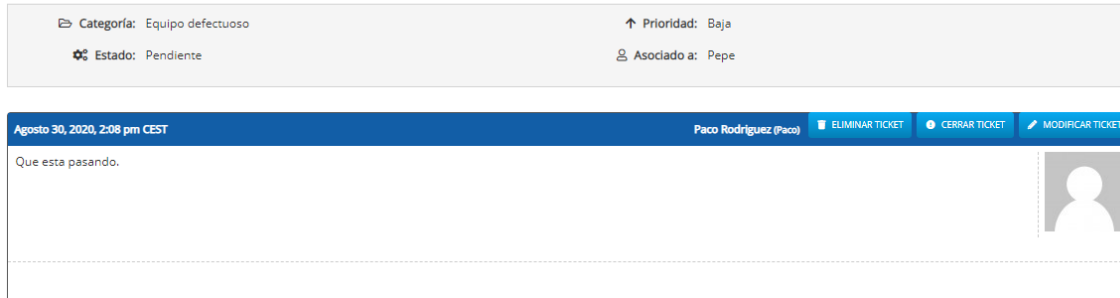 Categoría: Equipo defectuoso
Prioridad: Baja
Estado: Pendiente
Asociado a: Pepe
Agosto 30, 2020, 2:08 pm CEST
Paco Rodriguez (Paco)
ELIMINAR TICKET
CERRAR TICKET
MODIFICAR TICKET
Que esta pasando.